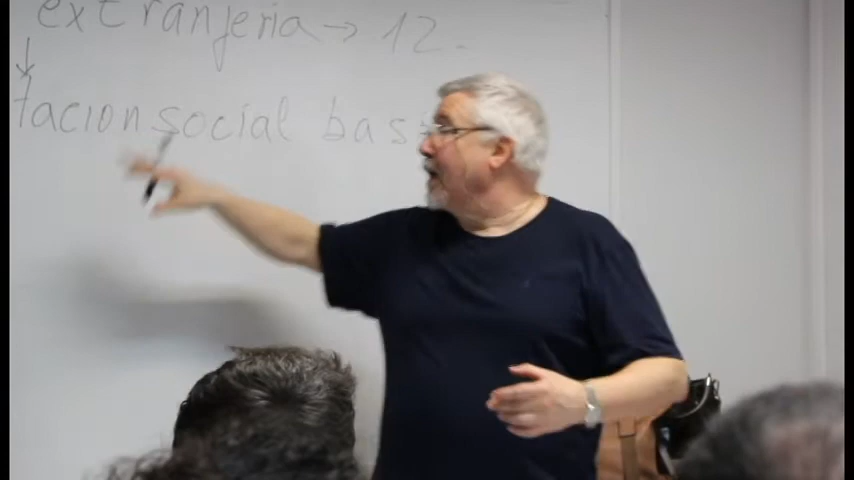 extranjeria → 12.
↓
tacion social bas